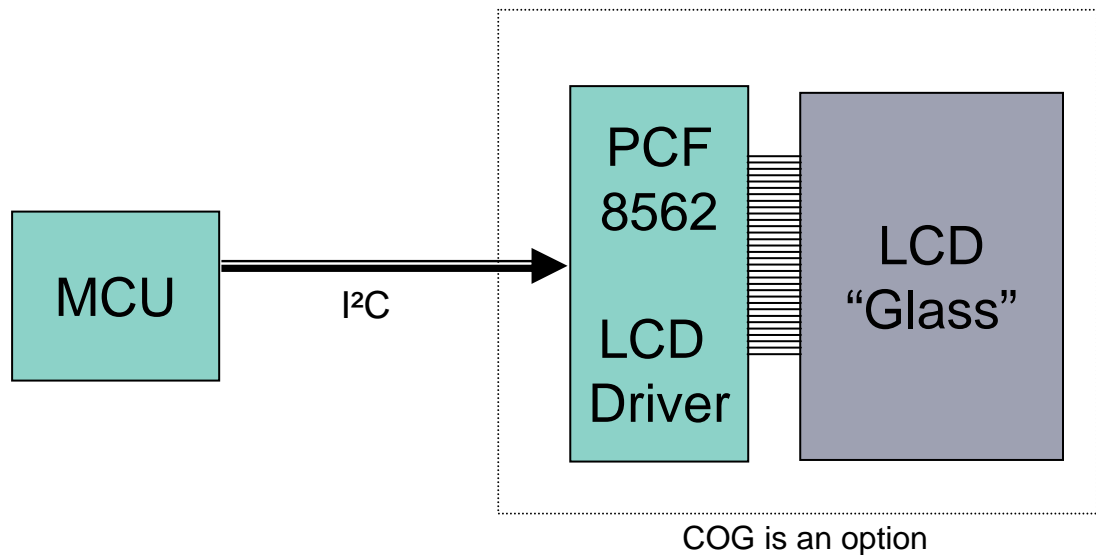 MCU
I²C
PCF
8562
LCD
Driver
LCD
“Glass”
COG is an option